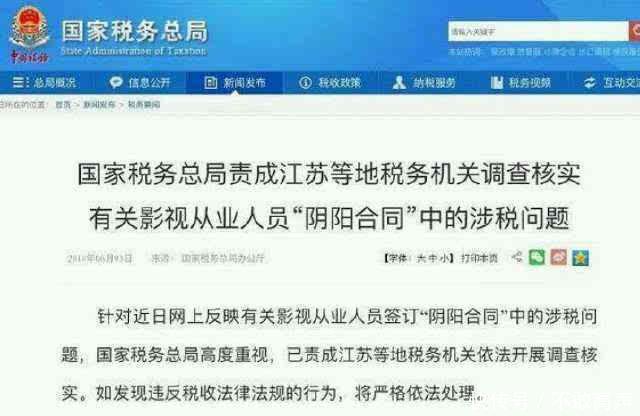 国家税务总局
State Administration of Taxation
中国税务
请输入关键字
总局概况 信息公开 新闻发布 税收政策 纳税服务 税务视频 互动交
所在的位置： 首页 > 新闻发布 > 税务要闻
国家税务总局责成江苏等地税务机关调查核实
有关影视从业人员“阴阳合同”中的涉税问题
2018年06月03日 来源： 国家税务总局办公厅 【字体：大 中 小】 打印本页
针对近日网上反映有关影视从业人员签订“阴阳合同”中的涉税问
题，国家税务总局高度重视，已责成江苏等地税务机关依法开展调查核
实。如发现违反税收法律法规的行为，将严格依法处理。